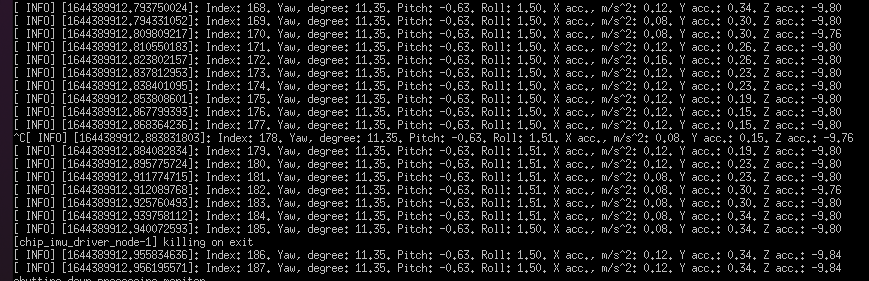 [ INFO] [1644389912.793750024]: Index: 168. Yaw, degree: 11.35. Pitch: -0.63. Roll: 1.50. X acc., m/s^2: 0.12. Y acc.: 0.34. Z acc.: -9.80
[ INFO] [1644389912.794331052]: Index: 169. Yaw, degree: 11.35. Pitch: -0.63. Roll: 1.50. X acc., m/s^2: 0.08. Y acc.: 0.30. Z acc.: -9.80
[ INFO] [1644389912.809809217]: Index: 170. Yaw, degree: 11.35. Pitch: -0.63. Roll: 1.50. X acc., m/s^2: 0.08. Y acc.: 0.30. Z acc.: -9.76
[ INFO] [1644389912.810550183]: Index: 171. Yaw, degree: 11.35. Pitch: -0.63. Roll: 1.50. X acc., m/s^2: 0.12. Y acc.: 0.26. Z acc.: -9.80
[ INFO] [1644389912.823802157]: Index: 172. Yaw, degree: 11.35. Pitch: -0.63. Roll: 1.50. X acc., m/s^2: 0.16. Y acc.: 0.26. Z acc.: -9.80
[ INFO] [1644389912.837812953]: Index: 173. Yaw, degree: 11.35. Pitch: -0.63. Roll: 1.50. X acc., m/s^2: 0.12. Y acc.: 0.23. Z acc.: -9.80
[ INFO] [1644389912.838401095]: Index: 174. Yaw, degree: 11.35. Pitch: -0.63. Roll: 1.50. X acc., m/s^2: 0.08. Y acc.: 0.23. Z acc.: -9.80
[ INFO] [1644389912.853808601]: Index: 175. Yaw, degree: 11.35. Pitch: -0.63. Roll: 1.50. X acc., m/s^2: 0.12. Y acc.: 0.19. Z acc.: -9.80
[ INFO] [1644389912.867799393]: Index: 176. Yaw, degree: 11.35. Pitch: -0.63. Roll: 1.50. X acc., m/s^2: 0.12. Y acc.: 0.15. Z acc.: -9.80
[ INFO] [1644389912.868364236]: Index: 177. Yaw, degree: 11.35. Pitch: -0.63. Roll: 1.50. X acc., m/s^2: 0.12. Y acc.: 0.15. Z acc.: -9.80
^C[ INFO] [1644389912.883831803]: Index: 178. Yaw, degree: 11.35. Pitch: -0.63. Roll: 1.51. X acc., m/s^2: 0.08. Y acc.: 0.15. Z acc.: -9.76
[ INFO] [1644389912.884082834]: Index: 179. Yaw, degree: 11.35. Pitch: -0.63. Roll: 1.51. X acc., m/s^2: 0.12. Y acc.: 0.19. Z acc.: -9.80
[ INFO] [1644389912.895775724]: Index: 180. Yaw, degree: 11.35. Pitch: -0.63. Roll: 1.51. X acc., m/s^2: 0.12. Y acc.: 0.23. Z acc.: -9.80
[ INFO] [1644389912.911774715]: Index: 181. Yaw, degree: 11.35. Pitch: -0.63. Roll: 1.51. X acc., m/s^2: 0.08. Y acc.: 0.23. Z acc.: -9.80
[ INFO] [1644389912.912089768]: Index: 182. Yaw, degree: 11.35. Pitch: -0.63. Roll: 1.51. X acc., m/s^2: 0.08. Y acc.: 0.30. Z acc.: -9.76
[ INFO] [1644389912.925760493]: Index: 183. Yaw, degree: 11.35. Pitch: -0.63. Roll: 1.51. X acc., m/s^2: 0.08. Y acc.: 0.30. Z acc.: -9.80
[ INFO] [1644389912.939758112]: Index: 184. Yaw, degree: 11.35. Pitch: -0.63. Roll: 1.51. X acc., m/s^2: 0.08. Y acc.: 0.34. Z acc.: -9.80
[ INFO] [1644389912.940072593]: Index: 185. Yaw, degree: 11.35. Pitch: -0.63. Roll: 1.50. X acc., m/s^2: 0.08. Y acc.: 0.34. Z acc.: -9.80
[chip_imu_driver_node-1] killing on exit
[ INFO] [1644389912.955834636]: Index: 186. Yaw, degree: 11.35. Pitch: -0.63. Roll: 1.50. X acc., m/s^2: 0.12. Y acc.: 0.34. Z acc.: -9.84
[ INFO] [1644389912.956195571]: Index: 187. Yaw, degree: 11.35. Pitch: -0.63. Roll: 1.50. X acc., m/s^2: 0.12. Y acc.: 0.30. Z acc.: -9.84
shutting down processing monitor